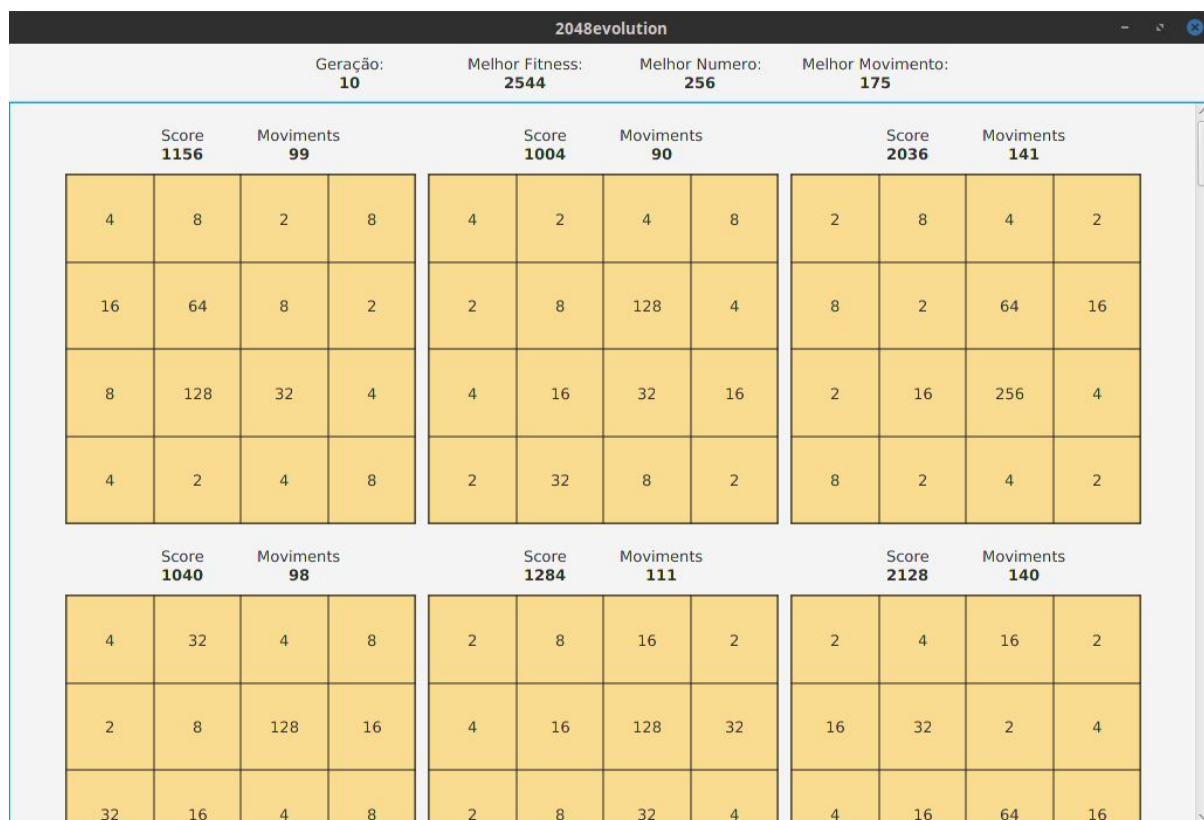 2048evolution
Geração: Melhor Fitness: Melhor Numero: Melhor Movimento:
10 2544 256 175
Score Moviments Score Moviments Score Moviments
1156 99 1004 90 2036 141
4 8 2 8 4 2 4 8 2 8 4 2
16 64 8 2 2 8 128 4 8 2 64 16
8 128 32 4 4 16 32 16 2 16 256 4
4 2 4 8 2 32 8 2 8 2 4 2
Score Moviments Score Moviments Score Moviments
1040 98 1284 111 2128 140
4 32 4 8 2 8 16 2 2 4 16 2
2 8 128 16 4 16 128 32 16 32 2 4
32 16 4 8 2 8 32 4 4 16 64 16